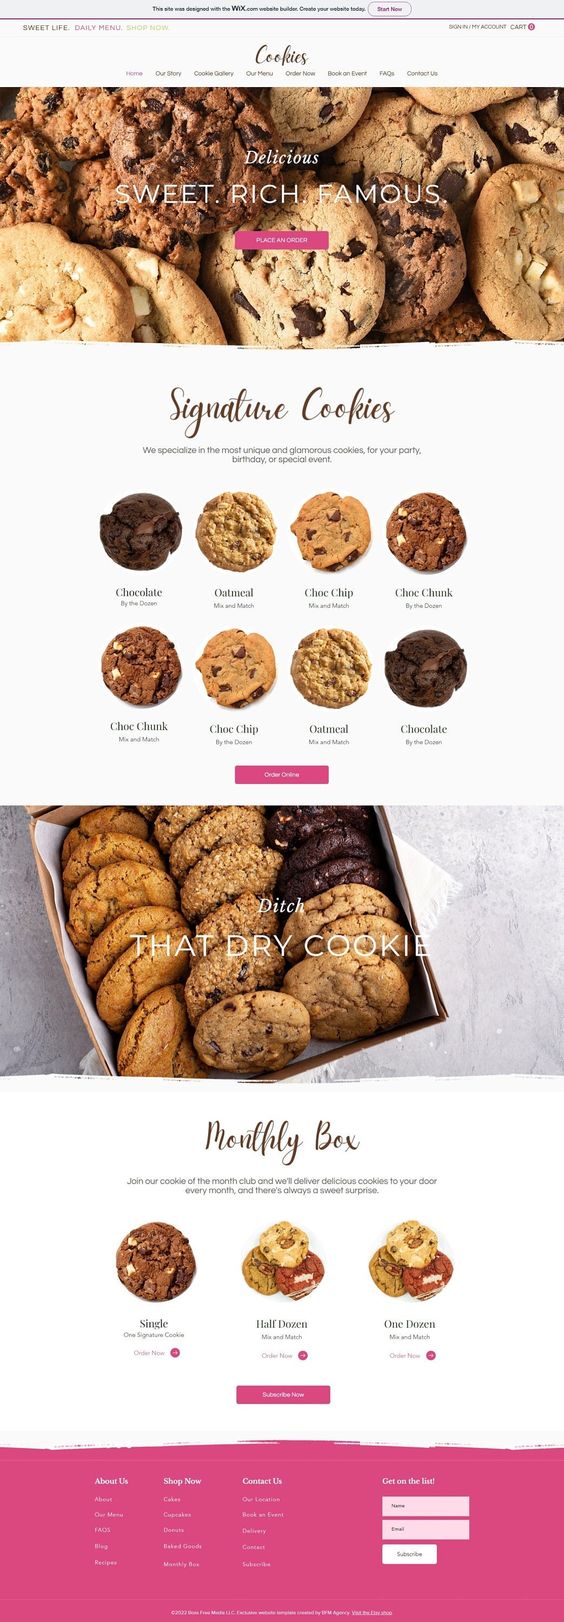 This site was designed with the WiX.com website builder. Create your website today. Start Now
SWEET LIFE. DAILY MENU. SHOP NOW. SIGN IN / MY ACCOUNT CART 0
Cookies
Home Our Story Cookie Gallery Our Menu Order Now Book an Event FAQs Contact Us
Delicious
SWEET. RICH. FAMOUS.
PLACE AN ORDER
Signature Cookies
We specialize in the most unique and glamorous cookies, for your party,
birthday, or special event.
Chocolate Oatmeal Choc Chip Choc Chunk
By the Dozen Mix and Match Mix and Match By the Dozen
Choc Chunk Choc Chip Oatmeal Chocolate
Mix and Match By the Dozen Mix and Match By the Dozen
Order Online
Ditch
THAT DRY COOKIE
Monthly Box
Join our cookie of the month club and we'll deliver delicious cookies to your door
every month, and there's always a sweet surprise.
Single Half Dozen One Dozen
One Signature Cookie Mix and Match Mix and Match
Order Now Order Now Order Now
Subscribe Now
About Us Shop Now Contact Us Get on the list!
About Cakes Our Location
Name
Our Menu Cupcakes Book an Event
FAQS Donuts Delivery Email
Blog Baked Goods Contact
Subscribe
Recipes Monthly Box Subscribe
©2022 Boss Free Media LLC. Exclusive website template created by BFM Agency. Visit the Etsy shop.